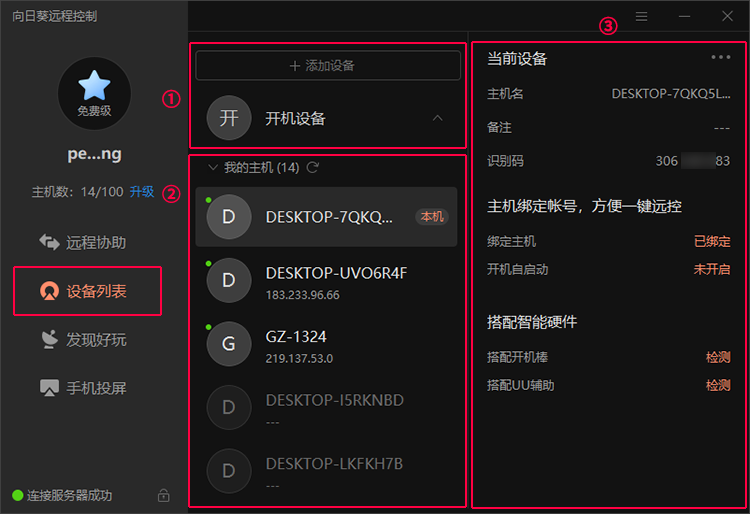 向日葵远程控制
免费级
pe...ng
主机数：14/100 升级
远程协助
设备列表
发现好玩
手机投屏
连接服务器成功
①
+ 添加设备
开 开机设备
②
我的主机 (14)
D DESKTOP-7QKQ... 本机
D DESKTOP-UVO6R4F
183.233.96.66
G GZ-1324
219.137.53.0
D DESKTOP-I5RKNBD
---
D DESKTOP-LKFKH7B
---
③
当前设备
主机名 DESKTOP-7QKQ5L...
备注 ---
识别码 306 83
主机绑定帐号，方便一键远控
绑定主机 已绑定
开机自启动 未开启
搭配智能硬件
搭配开机棒 检测
搭配UU辅助 检测